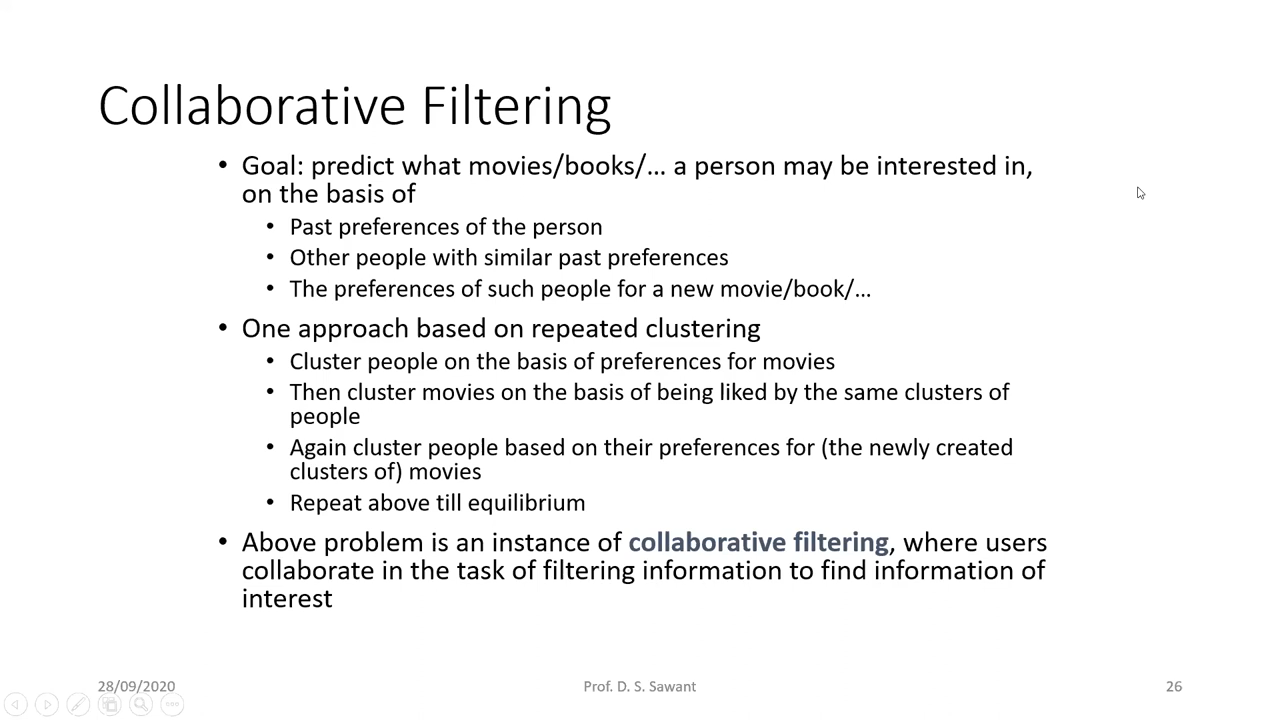 Collaborative Filtering
• Goal: predict what movies/books/… a person may be interested in,
on the basis of
• Past preferences of the person
• Other people with similar past preferences
• The preferences of such people for a new movie/book/…
• One approach based on repeated clustering
• Cluster people on the basis of preferences for movies
• Then cluster movies on the basis of being liked by the same clusters of
people
• Again cluster people based on their preferences for (the newly created
clusters of) movies
• Repeat above till equilibrium
• Above problem is an instance of collaborative filtering, where users
collaborate in the task of filtering information to find information of
interest
28/09/2020
Prof. D. S. Sawant
26